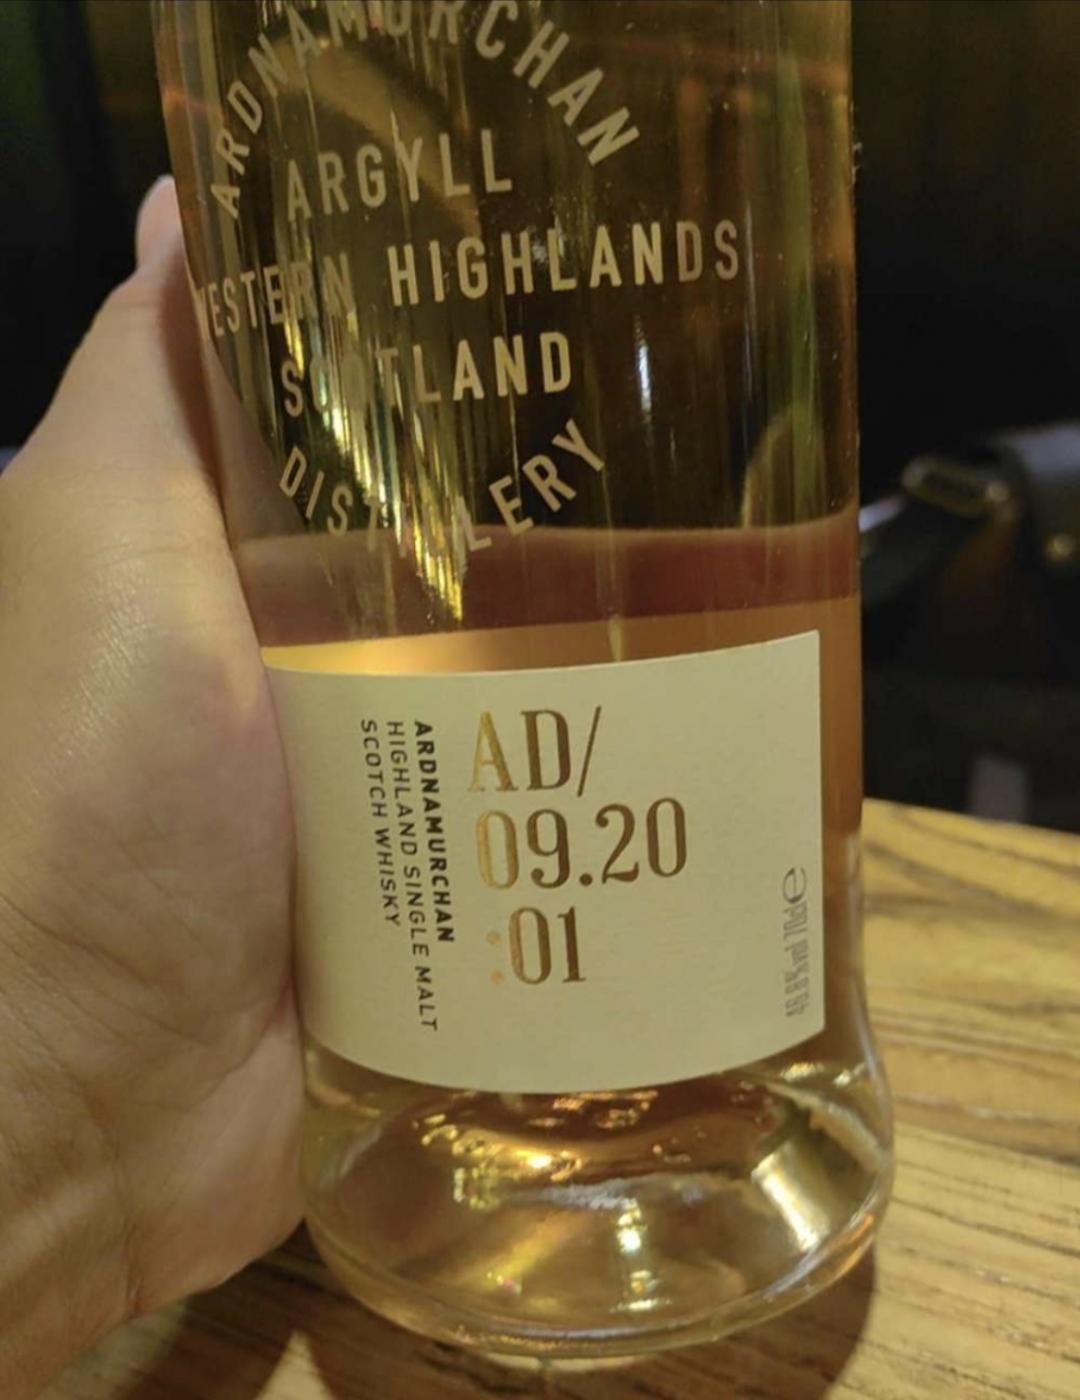 ARDNAMURCHAN
ARGYLL
WESTERN HIGHLANDS
SCOTLAND
DISTILLERY
AD/
09.20
:01
ARDNAMURCHAN
HIGHLAND SINGLE MALT
SCOTCH WHISKY